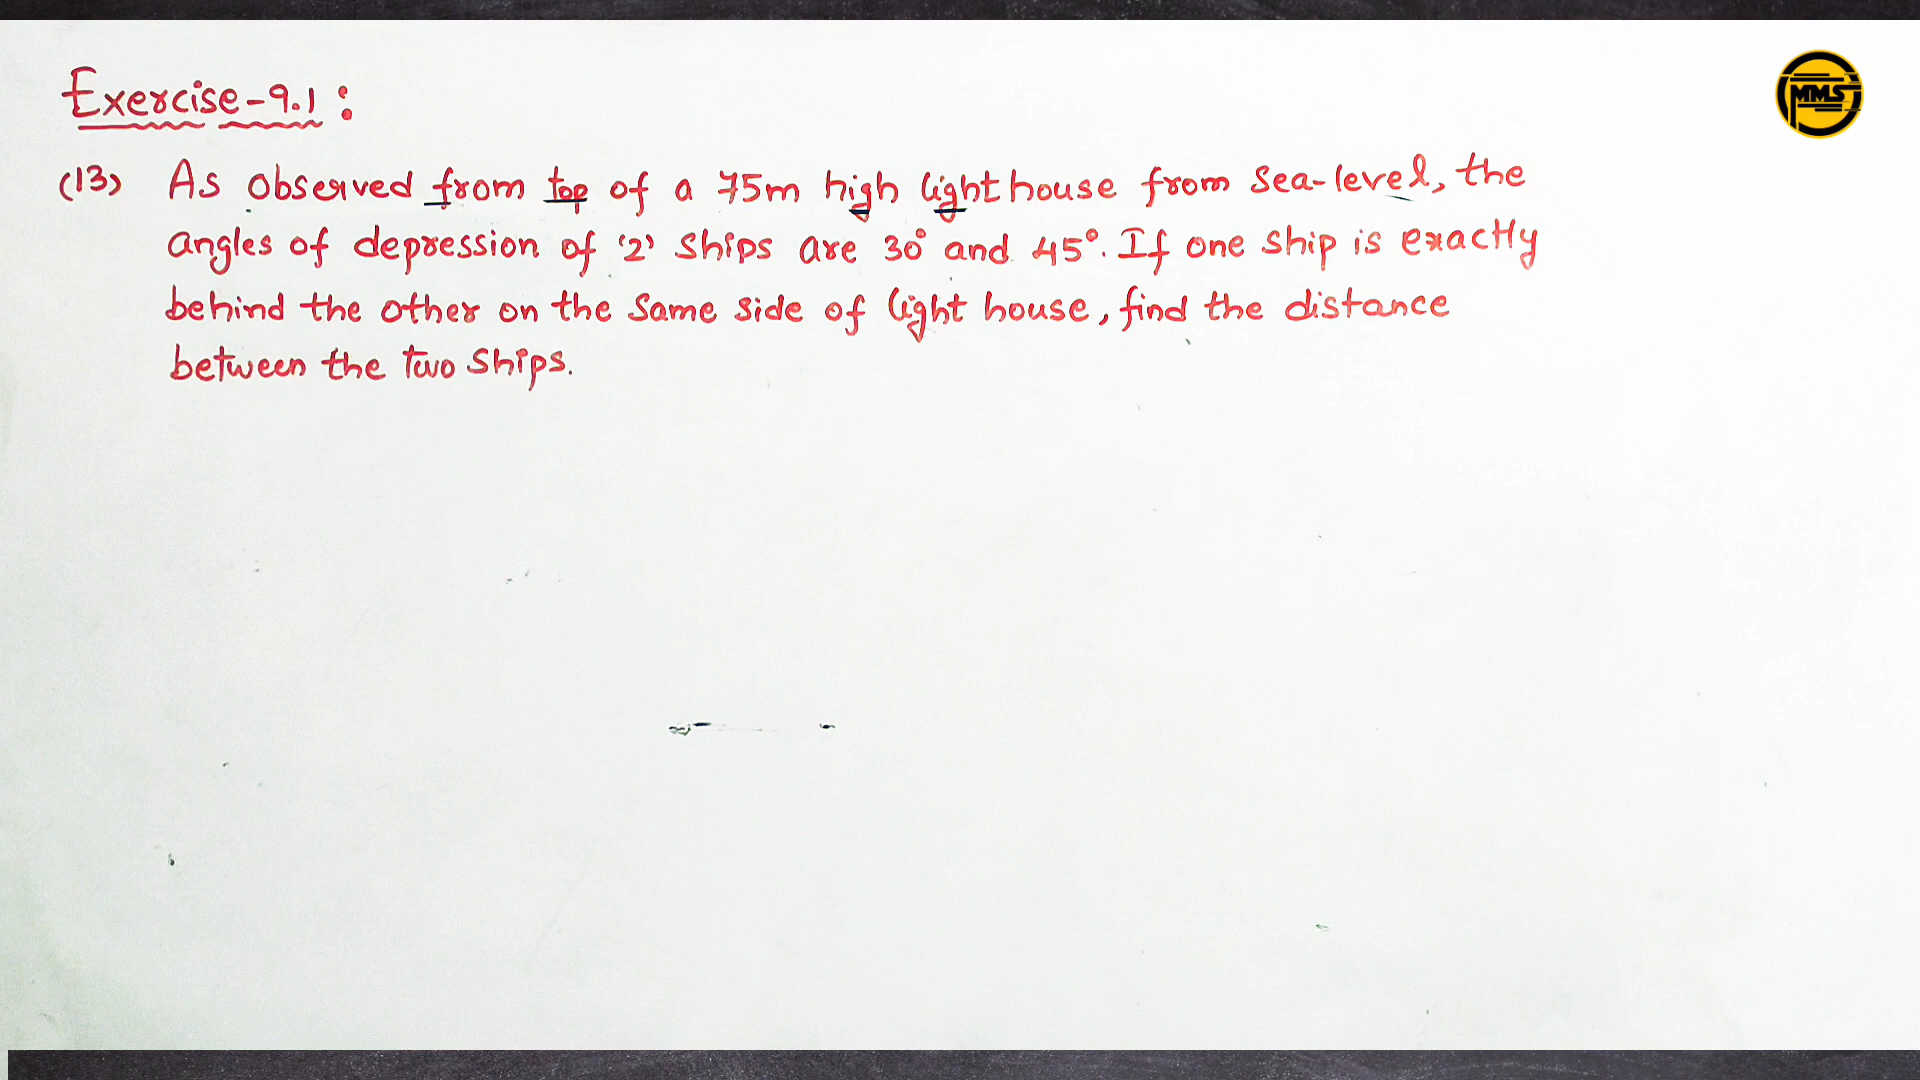 Exercise-9.1 :
MMS
(13) As observed from top of a 75m high light house from sea-level, the
angles of depression of '2' ships are 30° and 45°. If one ship is exactly
behind the other on the same side of light house, find the distance
between the two ships.